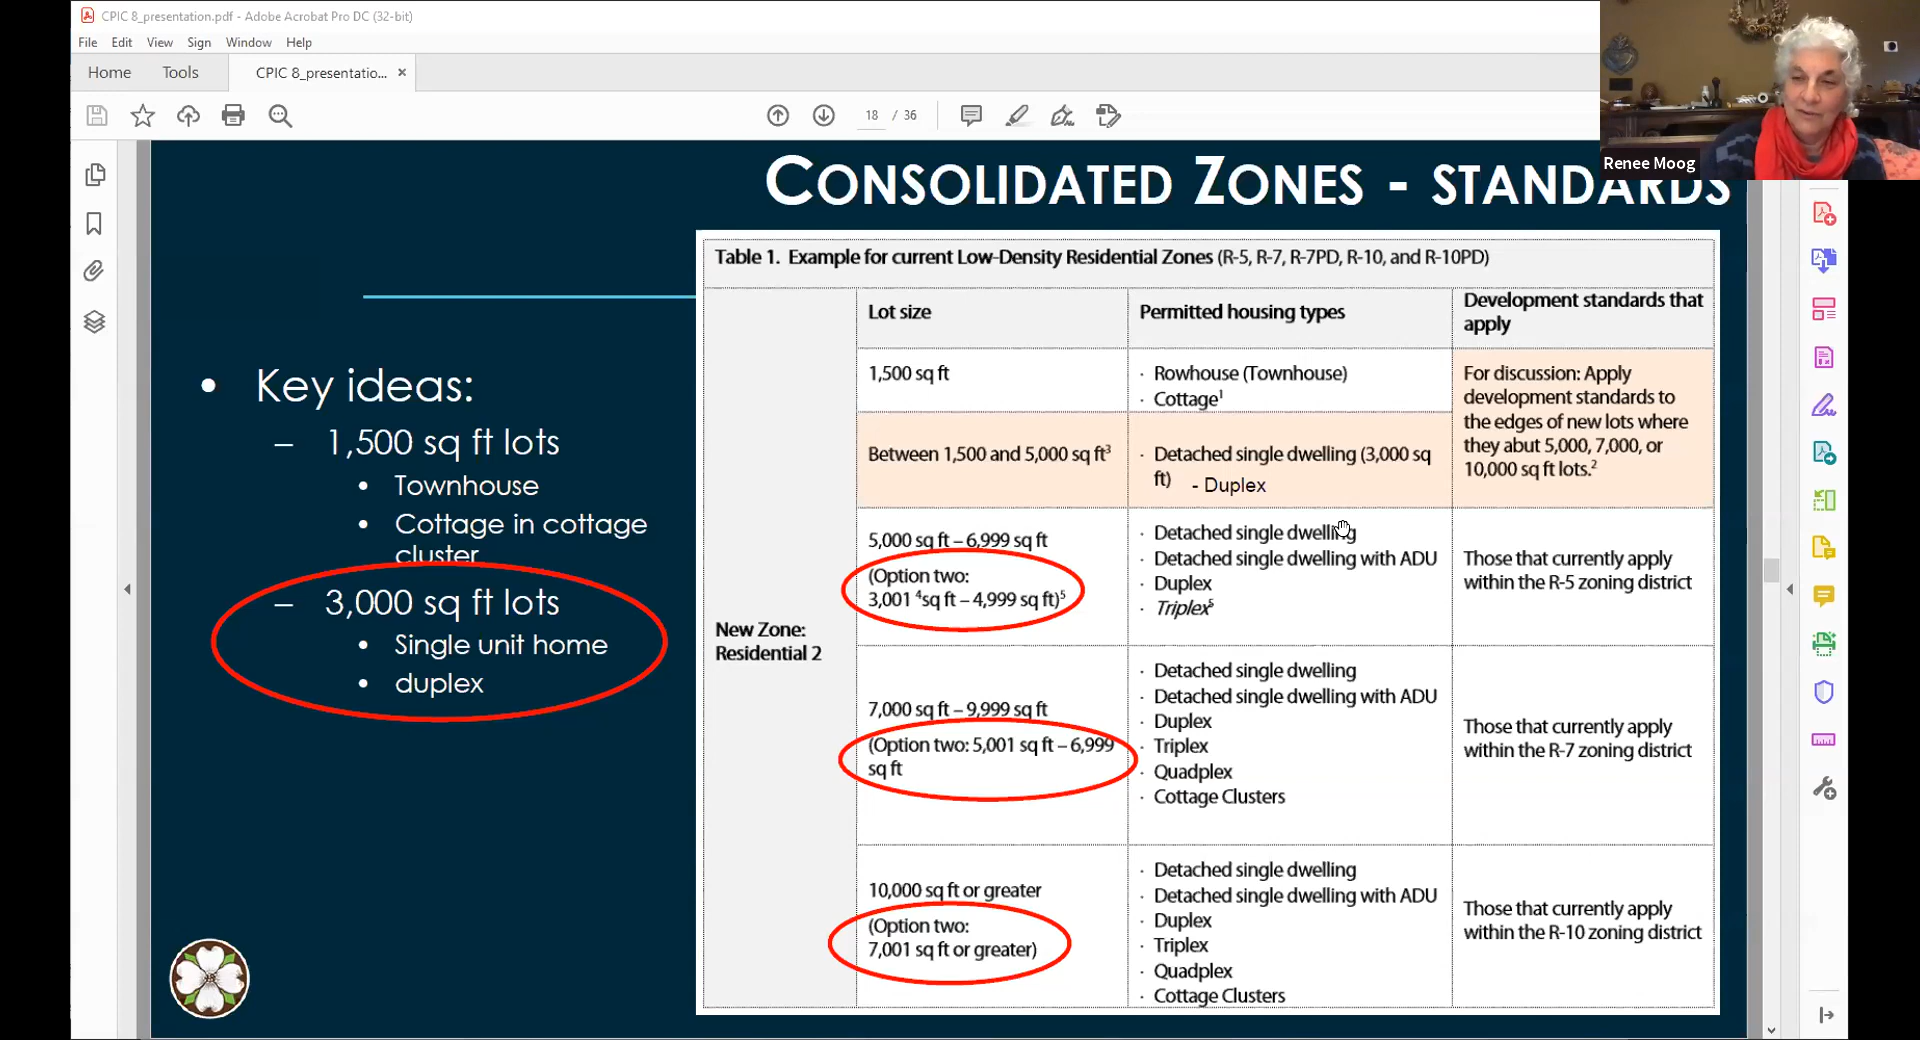 CPIC 8_presentation.pdf - Adobe Acrobat Pro DC (32-bit)
File Edit View Sign Window Help
Home Tools CPIC 8_presentatio... ×
18 / 36
Renee Moog
CONSOLIDATED ZONES - STANDARDS
Key ideas:
– 1,500 sq ft lots
• Townhouse
• Cottage in cottage
cluster
– 3,000 sq ft lots
• Single unit home
• duplex
Table 1. Example for current Low-Density Residential Zones (R-5, R-7, R-7PD, R-10, and R-10PD)
New Zone:
Residential 2
Lot size
Permitted housing types
Development standards that
apply
1,500 sq ft
· Rowhouse (Townhouse)
· Cottage¹
For discussion: Apply
development standards to
the edges of new lots where
they abut 5,000, 7,000, or
10,000 sq ft lots.²
Between 1,500 and 5,000 sq ft³
· Detached single dwelling (3,000 sq
ft) - Duplex
5,000 sq ft – 6,999 sq ft
(Option two:
3,001 ⁴sq ft – 4,999 sq ft)⁵
· Detached single dwelling
· Detached single dwelling with ADU
· Duplex
· Triplex⁵
Those that currently apply
within the R-5 zoning district
7,000 sq ft – 9,999 sq ft
(Option two: 5,001 sq ft – 6,999
sq ft
· Detached single dwelling
· Detached single dwelling with ADU
· Duplex
· Triplex
· Quadplex
· Cottage Clusters
Those that currently apply
within the R-7 zoning district
10,000 sq ft or greater
(Option two:
7,001 sq ft or greater)
· Detached single dwelling
· Detached single dwelling with ADU
· Duplex
· Triplex
· Quadplex
· Cottage Clusters
Those that currently apply
within the R-10 zoning district